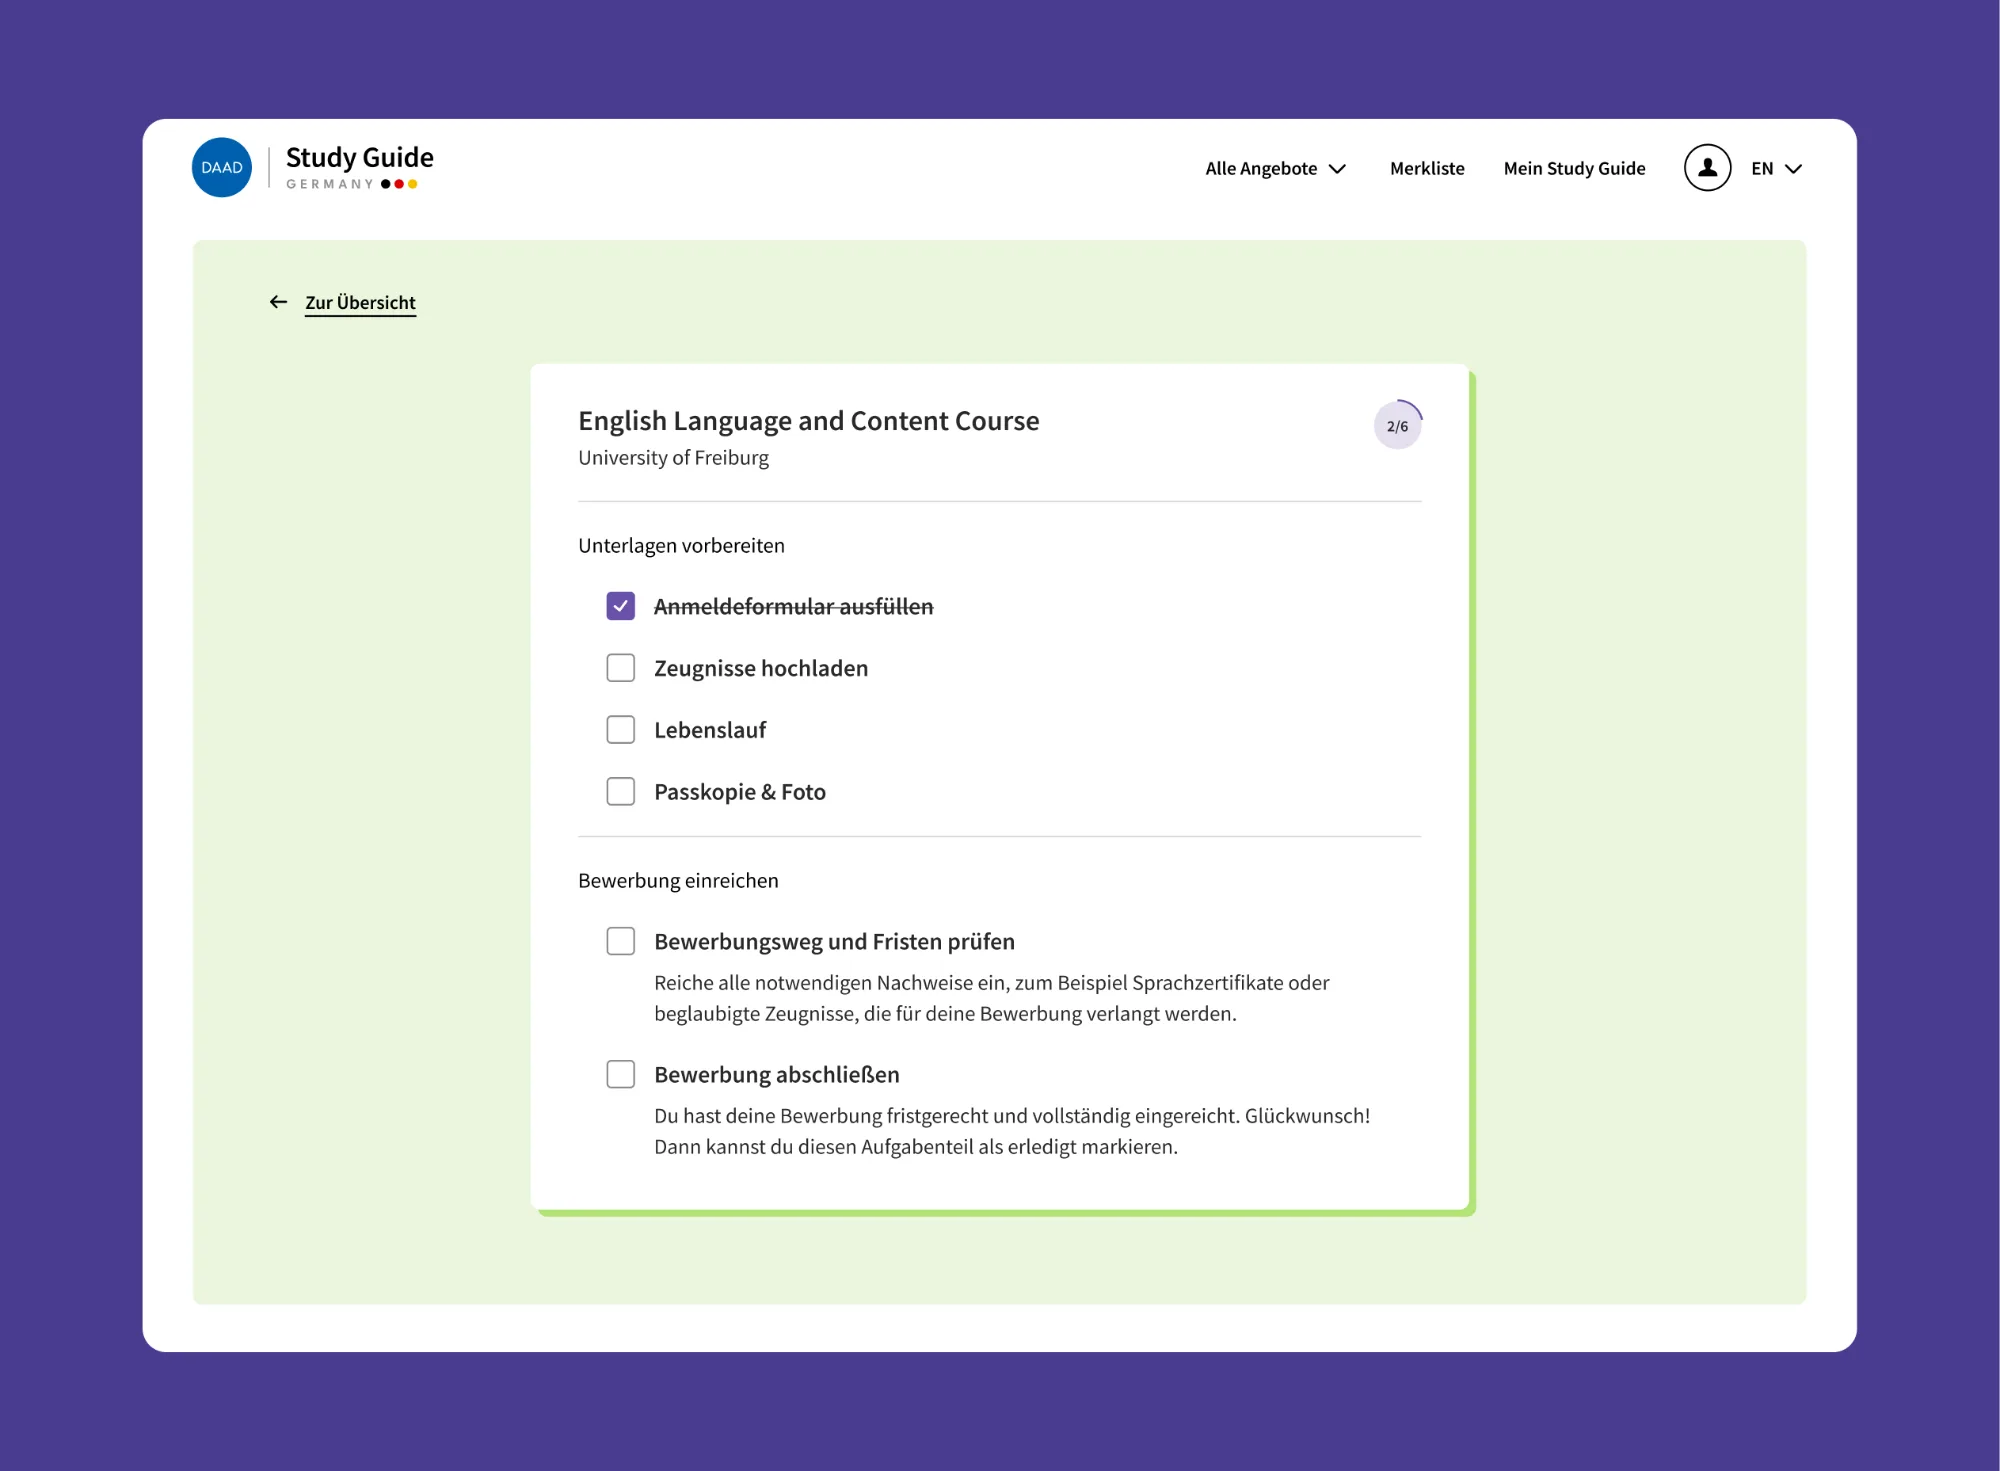 DAAD
Study Guide
GERMANY
Alle Angebote
Merkliste
Mein Study Guide
EN
Zur Übersicht
English Language and Content Course
2/6
University of Freiburg
Unterlagen vorbereiten
Anmeldeformular ausfüllen
Zeugnisse hochladen
Lebenslauf
Passkopie & Foto
Bewerbung einreichen
Bewerbungsweg und Fristen prüfen
Reiche alle notwendigen Nachweise ein, zum Beispiel Sprachzertifikate oder
beglaubigte Zeugnisse, die für deine Bewerbung verlangt werden.
Bewerbung abschließen
Du hast deine Bewerbung fristgerecht und vollständig eingereicht. Glückwunsch!
Dann kannst du diesen Aufgabenteil als erledigt markieren.